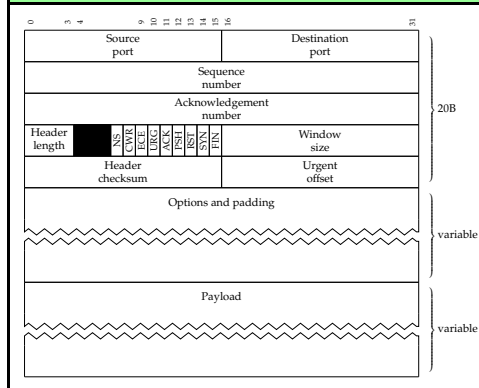 0 3 4 9 10 11 12 13 14 15 16 31
Source Destination
port port
Sequence
number
Acknowledgement
number
20B
Header NS CWR ECE URG ACK PSH RST SYN FIN Window
length size
Header Urgent
checksum offset
Options and padding
variable
Payload
variable